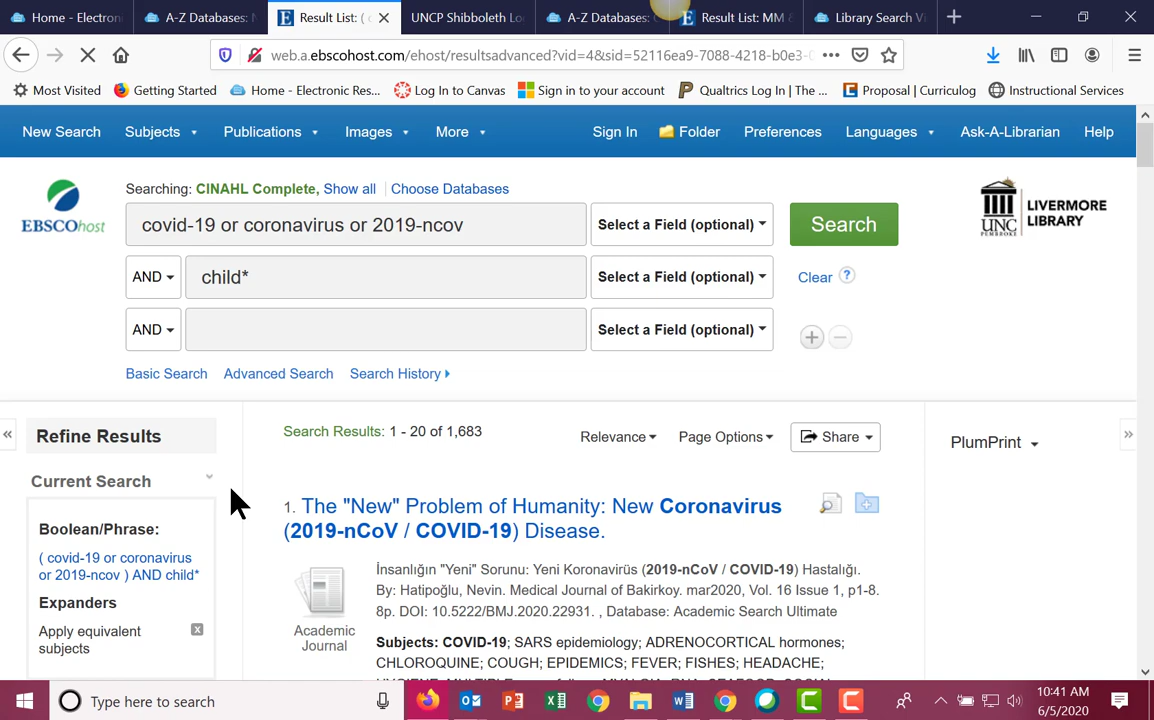 Home - Electroni
A-Z Databases: N
Result List: (c
UNCP Shibboleth Lo
A-Z Databases: C
Result List: MM &
Library Search Vi
web.a.ebscohost.com/ehost/resultsadvanced?vid=4&sid=52116ea9-7088-4218-b0e3-
Most Visited
Getting Started
Home - Electronic Res...
Log In to Canvas
Sign in to your account
Qualtrics Log In | The ...
Proposal | Curriculog
Instructional Services
New Search
Subjects
Publications
Images
More
Sign In
Folder
Preferences
Languages
Ask-A-Librarian
Help
Searching: CINAHL Complete, Show all | Choose Databases
EBSCOhost
covid-19 or coronavirus or 2019-ncov
Select a Field (optional)
Search
UNC
PEMBROKE
LIVERMORE
LIBRARY
AND
child*
Select a Field (optional)
Clear ?
AND
Select a Field (optional)
Basic Search
Advanced Search
Search History
Refine Results
Search Results: 1 - 20 of 1,683
Relevance
Page Options
Share
PlumPrint
Current Search
Boolean/Phrase:
( covid-19 or coronavirus
or 2019-ncov ) AND child*
Expanders
Apply equivalent
subjects
1. The "New" Problem of Humanity: New Coronavirus
(2019-nCoV / COVID-19) Disease.
İnsanlığın "Yeni" Sorunu: Yeni Koronavirüs (2019-nCoV / COVID-19) Hastalığı.
By: Hatipoğlu, Nevin. Medical Journal of Bakirkoy. mar2020, Vol. 16 Issue 1, p1-8.
8p. DOI: 10.5222/BMJ.2020.22931. , Database: Academic Search Ultimate
Academic
Journal
Subjects: COVID-19; SARS epidemiology; ADRENOCORTICAL hormones;
CHLOROQUINE; COUGH; EPIDEMICS; FEVER; FISHES; HEADACHE;
Type here to search
10:41 AM
6/5/2020